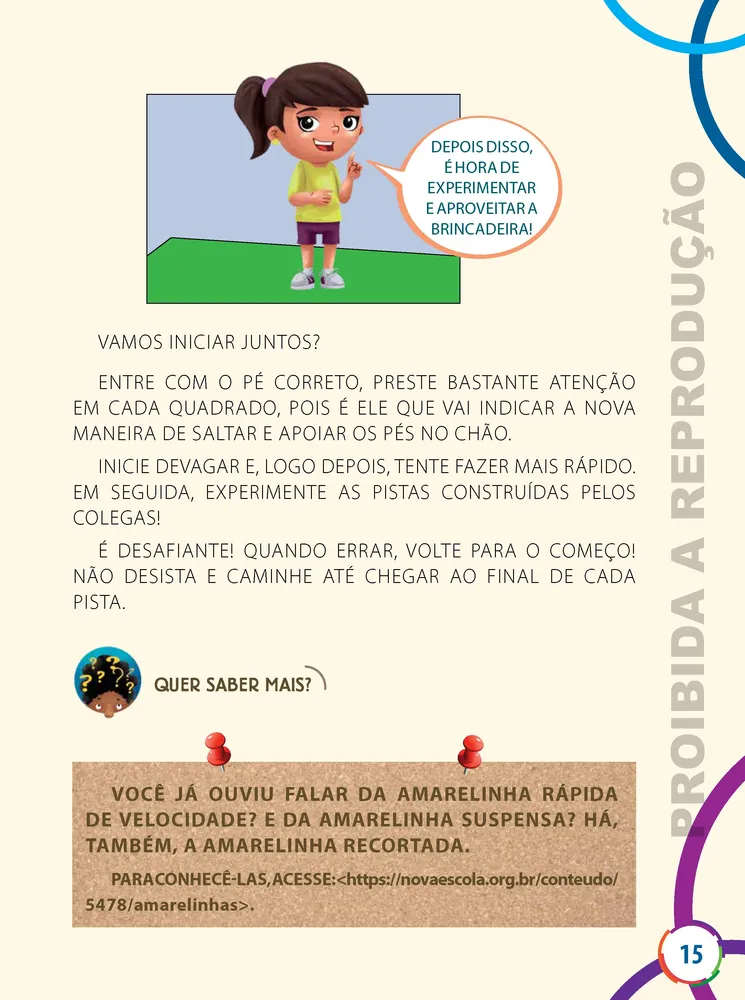 DEPOIS DISSO,
É HORA DE
EXPERIMENTAR
E APROVEITAR A
BRINCADEIRA!
VAMOS INICIAR JUNTOS?
ENTRE COM O PÉ CORRETO, PRESTE BASTANTE ATENÇÃO
EM CADA QUADRADO, POIS É ELE QUE VAI INDICAR A NOVA
MANEIRA DE SALTAR E APOIAR OS PÉS NO CHÃO.
INICIE DEVAGAR E, LOGO DEPOIS, TENTE FAZER MAIS RÁPIDO.
EM SEGUIDA, EXPERIMENTE AS PISTAS CONSTRUÍDAS PELOS
COLEGAS!
É DESAFIANTE! QUANDO ERRAR, VOLTE PARA O COMEÇO!
NÃO DESISTA E CAMINHE ATÉ CHEGAR AO FINAL DE CADA
PISTA.
QUER SABER MAIS?
VOCÊ JÁ OUVIU FALAR DA AMARELINHA RÁPIDA
DE VELOCIDADE? E DA AMARELINHA SUSPENSA? HÁ,
TAMBÉM, A AMARELINHA RECORTADA.
PARA CONHECÊ-LAS, ACESSE: <https://novaescola.org.br/conteudo/
5478/amarelinhas>.
PROIBIDA A REPRODUÇÃO
15